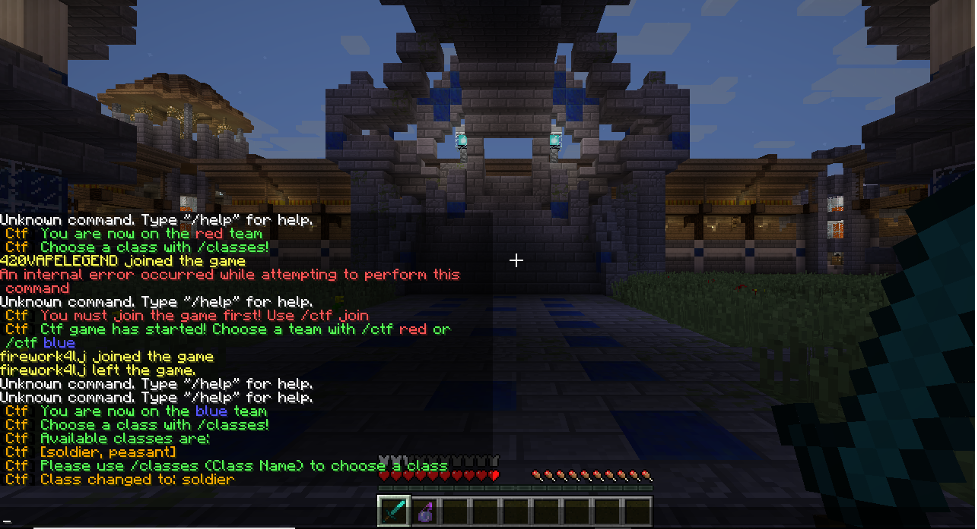 Unknown command. Type "/help" for help.
Ctf You are now on the red team
Ctf Choose a class with /classes!
420VAPELEGEND joined the game
An internal error occurred while attempting to perform this
command
Unknown command. Type "/help" for help.
Ctf You must join the game first! Use /ctf join
Ctf Ctf game has started! Choose a team with /ctf red or
/ctf blue
firework4lj joined the game
firework4lj left the game.
Unknown command. Type "/help" for help.
Unknown command. Type "/help" for help.
Ctf You are now on the blue team
Ctf Choose a class with /classes!
Ctf Available classes are:
Ctf [soldier, peasant]
Ctf Please use /classes (Class Name) to choose a class
Ctf Class changed to: soldier